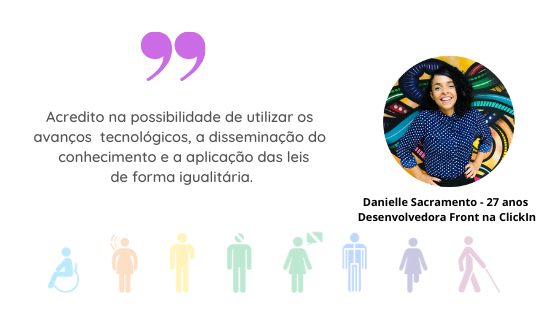 Acredito na possibilidade de utilizar os
avanços tecnológicos, a disseminação do
conhecimento e a aplicação das leis
de forma igualitária.
Danielle Sacramento - 27 anos
Desenvolvedora Front na ClickIn